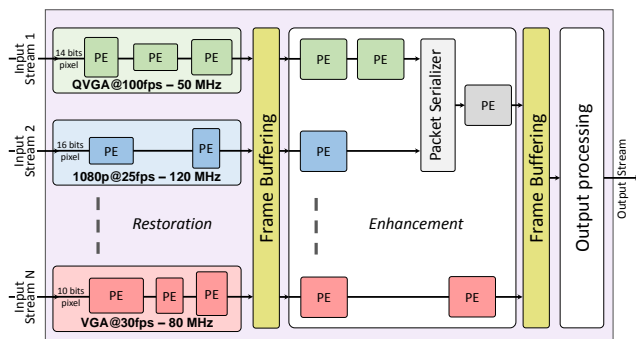 Input
Stream 1
14 bits
pixel
PE
PE
PE
QVGA@100fps – 50 MHz
Input
Stream 2
16 bits
pixel
PE
PE
1080p@25fps – 120 MHz
Restoration
Input
Stream N
10 bits
pixel
PE
PE
PE
VGA@30fps – 80 MHz
Frame Buffering
PE
PE
PE
Packet Serializer
PE
Enhancement
PE
PE
Frame Buffering
Output processing
Output Stream